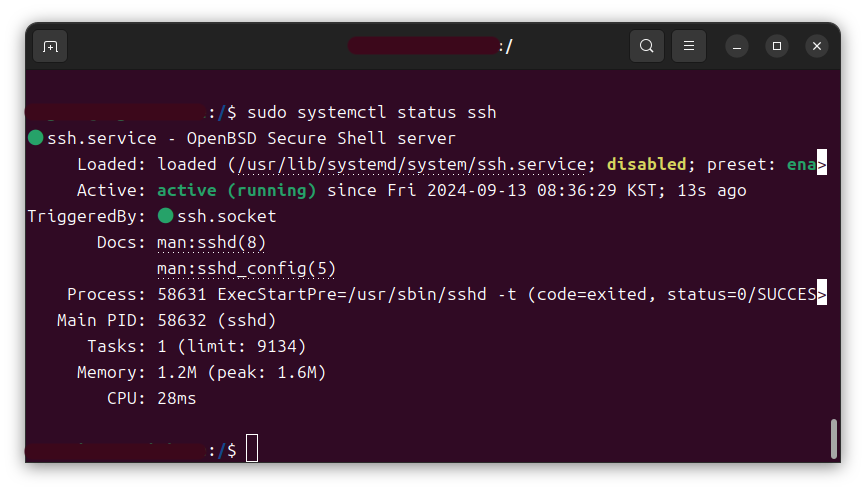 :/
:/$ sudo systemctl status ssh
ssh.service - OpenBSD Secure Shell server
Loaded: loaded (/usr/lib/systemd/system/ssh.service; disabled; preset: ena>
Active: active (running) since Fri 2024-09-13 08:36:29 KST; 13s ago
TriggeredBy: ssh.socket
Docs: man:sshd(8)
man:sshd_config(5)
Process: 58631 ExecStartPre=/usr/sbin/sshd -t (code=exited, status=0/SUCCES>
Main PID: 58632 (sshd)
Tasks: 1 (limit: 9134)
Memory: 1.2M (peak: 1.6M)
CPU: 28ms
:/$